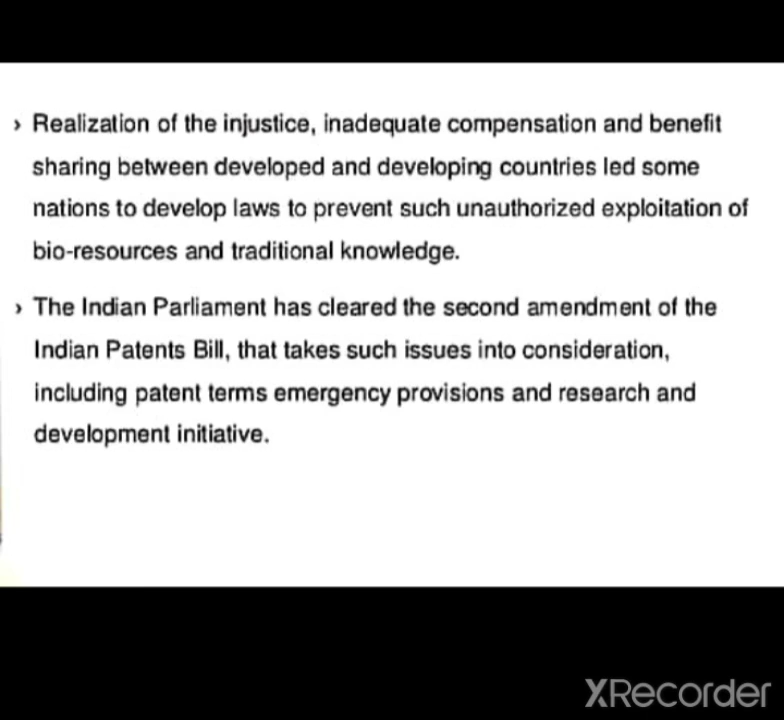 › Realization of the injustice, inadequate compensation and benefit
sharing between developed and developing countries led some
nations to develop laws to prevent such unauthorized exploitation of
bio-resources and traditional knowledge.
› The Indian Parliament has cleared the second amendment of the
Indian Patents Bill, that takes such issues into consideration,
including patent terms emergency provisions and research and
development initiative.
XRecorder